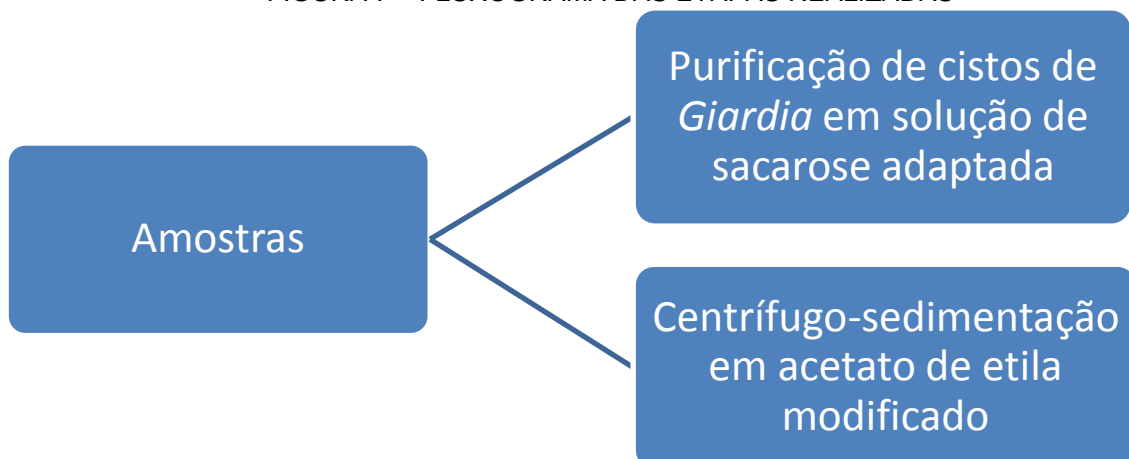 Amostras
Purificação de cistos de
Giardia em solução de
sacarose adaptada
Centrífugo-sedimentação
em acetato de etila
modificado